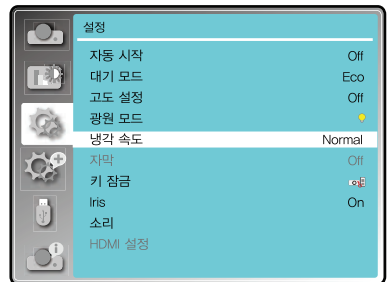 설정
자동 시작 Off
대기 모드 Eco
고도 설정 Off
광원 모드
냉각 속도 Normal
자막 Off
키 잠금
Iris On
소리
HDMI 설정